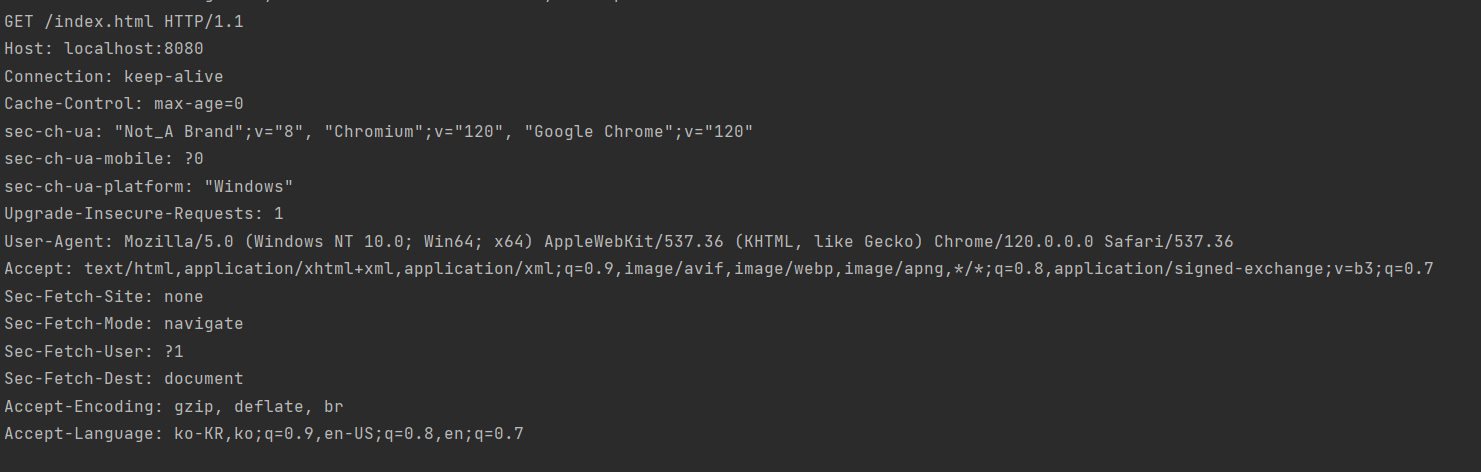 GET /index.html HTTP/1.1
Host: localhost:8080
Connection: keep-alive
Cache-Control: max-age=0
sec-ch-ua: "Not_A Brand";v="8", "Chromium";v="120", "Google Chrome";v="120"
sec-ch-ua-mobile: ?0
sec-ch-ua-platform: "Windows"
Upgrade-Insecure-Requests: 1
User-Agent: Mozilla/5.0 (Windows NT 10.0; Win64; x64) AppleWebKit/537.36 (KHTML, like Gecko) Chrome/120.0.0.0 Safari/537.36
Accept: text/html,application/xhtml+xml,application/xml;q=0.9,image/avif,image/webp,image/apng,*/*;q=0.8,application/signed-exchange;v=b3;q=0.7
Sec-Fetch-Site: none
Sec-Fetch-Mode: navigate
Sec-Fetch-User: ?1
Sec-Fetch-Dest: document
Accept-Encoding: gzip, deflate, br
Accept-Language: ko-KR,ko;q=0.9,en-US;q=0.8,en;q=0.7